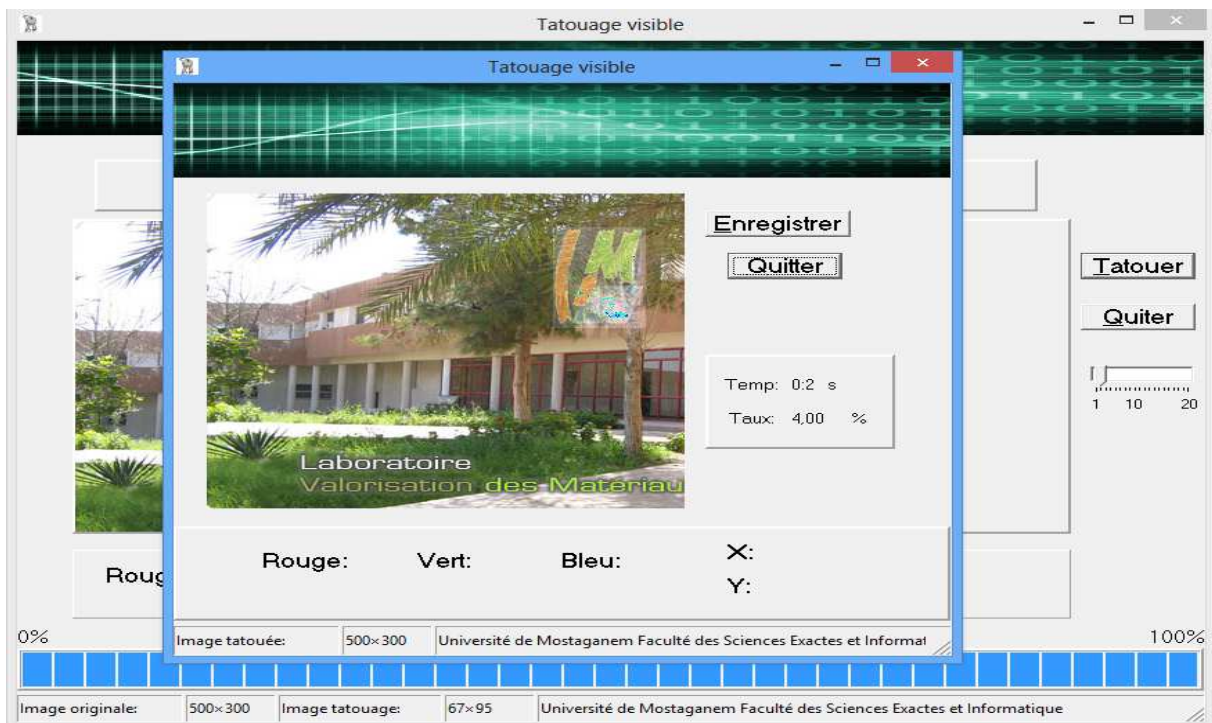 Tatouage visible
Tatouage visible
Enregistrer
Quitter
Tatouer
Quiter
Temp: 0:2 s
Taux: 4,00 %
1 10 20
Laboratoire
Valorisation des Matériau
Rouge: Vert: Bleu: X:
Y:
Roug
0% 100%
Image tatouée: 500×300 Université de Mostaganem Faculté des Sciences Exactes et Informat
Image originale: 500×300 Image tatouage: 67×95 Université de Mostaganem Faculté des Sciences Exactes et Informatique